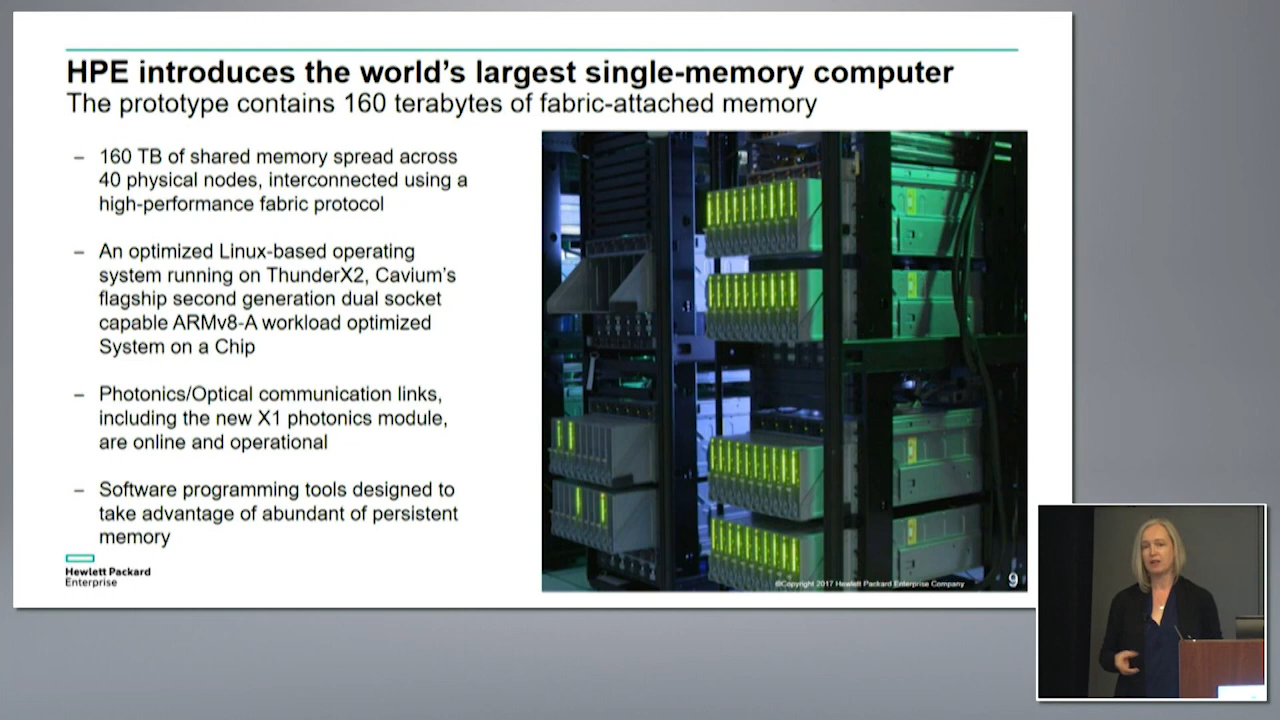 HPE introduces the world's largest single-memory computer
The prototype contains 160 terabytes of fabric-attached memory
– 160 TB of shared memory spread across
40 physical nodes, interconnected using a
high-performance fabric protocol
– An optimized Linux-based operating
system running on ThunderX2, Cavium's
flagship second generation dual socket
capable ARMv8-A workload optimized
System on a Chip
– Photonics/Optical communication links,
including the new X1 photonics module,
are online and operational
– Software programming tools designed to
take advantage of abundant of persistent
memory
Hewlett Packard
Enterprise
©Copyright 2017 Hewlett Packard Enterprise Company
9